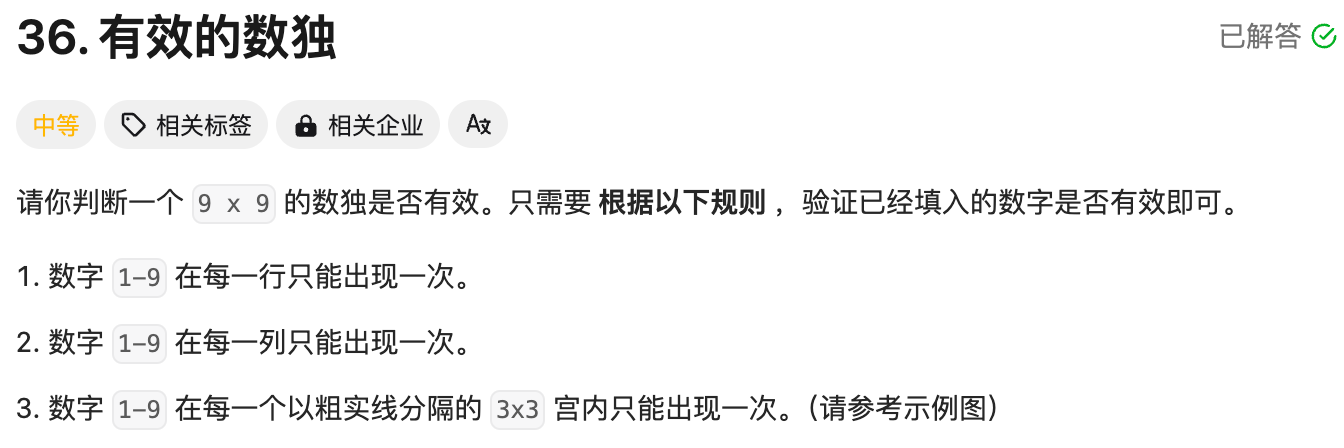 36. 有效的数独
已解答
中等
相关标签
相关企业
请你判断一个 9 x 9 的数独是否有效。只需要 根据以下规则 ，验证已经填入的数字是否有效即可。
1. 数字 1-9 在每一行只能出现一次。
2. 数字 1-9 在每一列只能出现一次。
3. 数字 1-9 在每一个以粗实线分隔的 3x3 宫内只能出现一次。（请参考示例图）